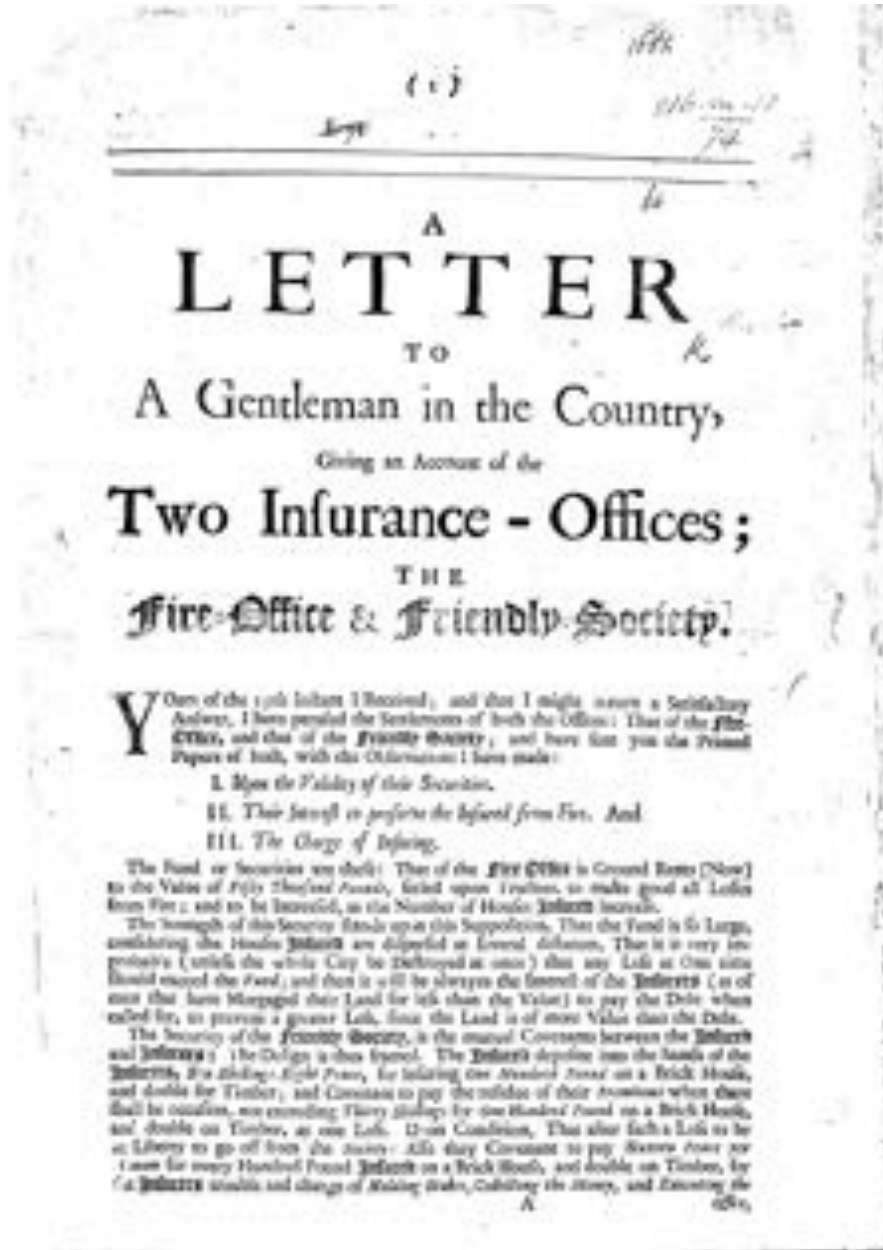 ( 1 )
A
LETTER
TO
A Gentleman in the Country,
Giving an Account of the
Two Inſurance - Offices;
THE
Fire-Office & Friendly-Society.
YOurs of the Inſtant I Received; and that I might return a Satisfactory
Anſwer, I have peruſed the Settlements of both the Offices: That of the Fire-
Office, and that of the Friendly Society; and have ſent you the Printed
Papers of both, with the Obſervations I have made:
I. Upon the Validity of their Securities.
II. Their Intereſt to preſerve the Inſured from Fire. And
III. The Charge of Inſuring.
The Fund or Securities are theſe: That of the Fire Office is Ground Rents [Now]
to the Value of Fifty Thouſand Pounds, ſetled upon Truſtees, to make good all Loſſes
from Fire; and to be Increaſed, as the Number of Houſes Inſured Increaſe.
The Strength of this Security ſtands upon this Suppoſition, That the Fund is ſo Large,
conſidering the Houſes Inſured are diſperſed at ſeveral diſtances, That it is very im-
probable (unleſs the whole City be Deſtroyed at once) that any Loſs at One time
ſhould exceed the Fund; and then it will be alwayes the Intereſt of the Inſurers (as of
men that have Morgaged their Land for leſs than the Value) to pay the Debt when
called for, to prevent a greater Loſs, ſince the Land is of more Value than the Debt.
The Security of the Friendly Society, is the mutual Covenants between the Inſured
and Inſurers: The Deſign is thus framed. The Inſured depoſite into the hands of the
Inſurers, Six Shillings Eight Pence, for Inſuring One Hundred Pound on a Brick Houſe,
and double for Timber; and Covenant to pay the reſidue of their when there
ſhall be occaſion, not exceeding Thirty Shillings for One Hundred Pound on a Brick Houſe,
and double on Timber, at one Loſs. Upon Condition, That after ſuch a Loſs to be
at Liberty to go off from the Society: Alſo they Covenant to pay Sixteen Pence per
for every Hundred Pound Inſured on a Brick Houſe, and double on Timber, for
Inſurers trouble and charge of Making Books, Collecting the Money, and Executing the
A Office,